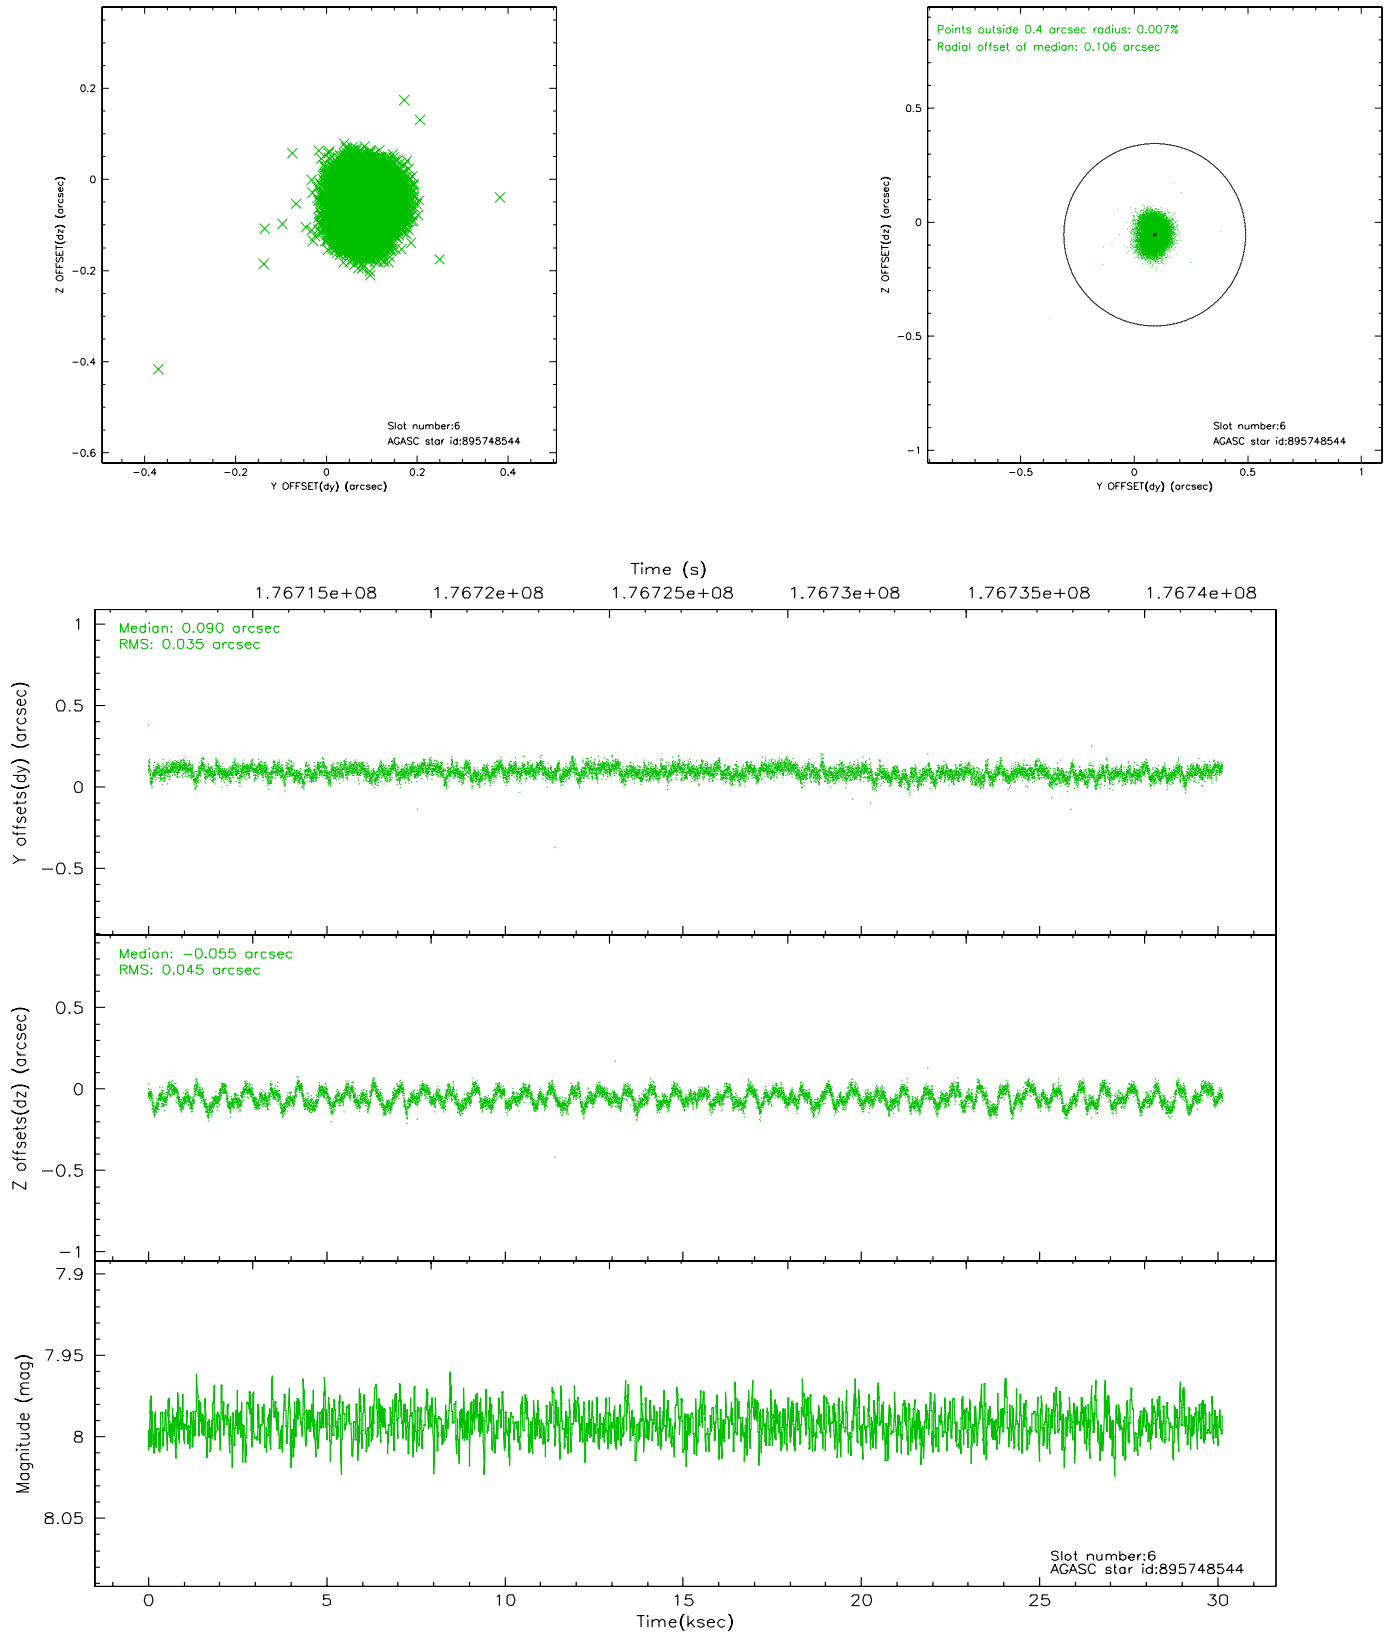 Points outside 0.4 arcsec radius: 0.007%
Radial offset of median: 0.106 arcsec
0.2
0
-0.2
-0.4
-0.6
Z OFFSET(dz) (arcsec)
Slot number:6
AGASC star id:895748544
-0.4
-0.2
0
0.2
0.4
Y OFFSET(dy) (arcsec)
0.5
0
-0.5
-1
Z OFFSET(dz) (arcsec)
Slot number:6
AGASC star id:895748544
-0.5
0
0.5
1
Y OFFSET(dy) (arcsec)
Time (s)
1.76715e+08
1.7672e+08
1.76725e+08
1.7673e+08
1.76735e+08
1.7674e+08
Median: 0.090 arcsec
RMS: 0.035 arcsec
1
0.5
0
-0.5
Y offsets(dy) (arcsec)
Median: -0.055 arcsec
RMS: 0.045 arcsec
0.5
0
-0.5
-1
Z offsets(dz) (arcsec)
7.9
7.95
8
8.05
Magnitude (mag)
Slot number:6
AGASC star id:895748544
0
5
10
15
20
25
30
Time(ksec)